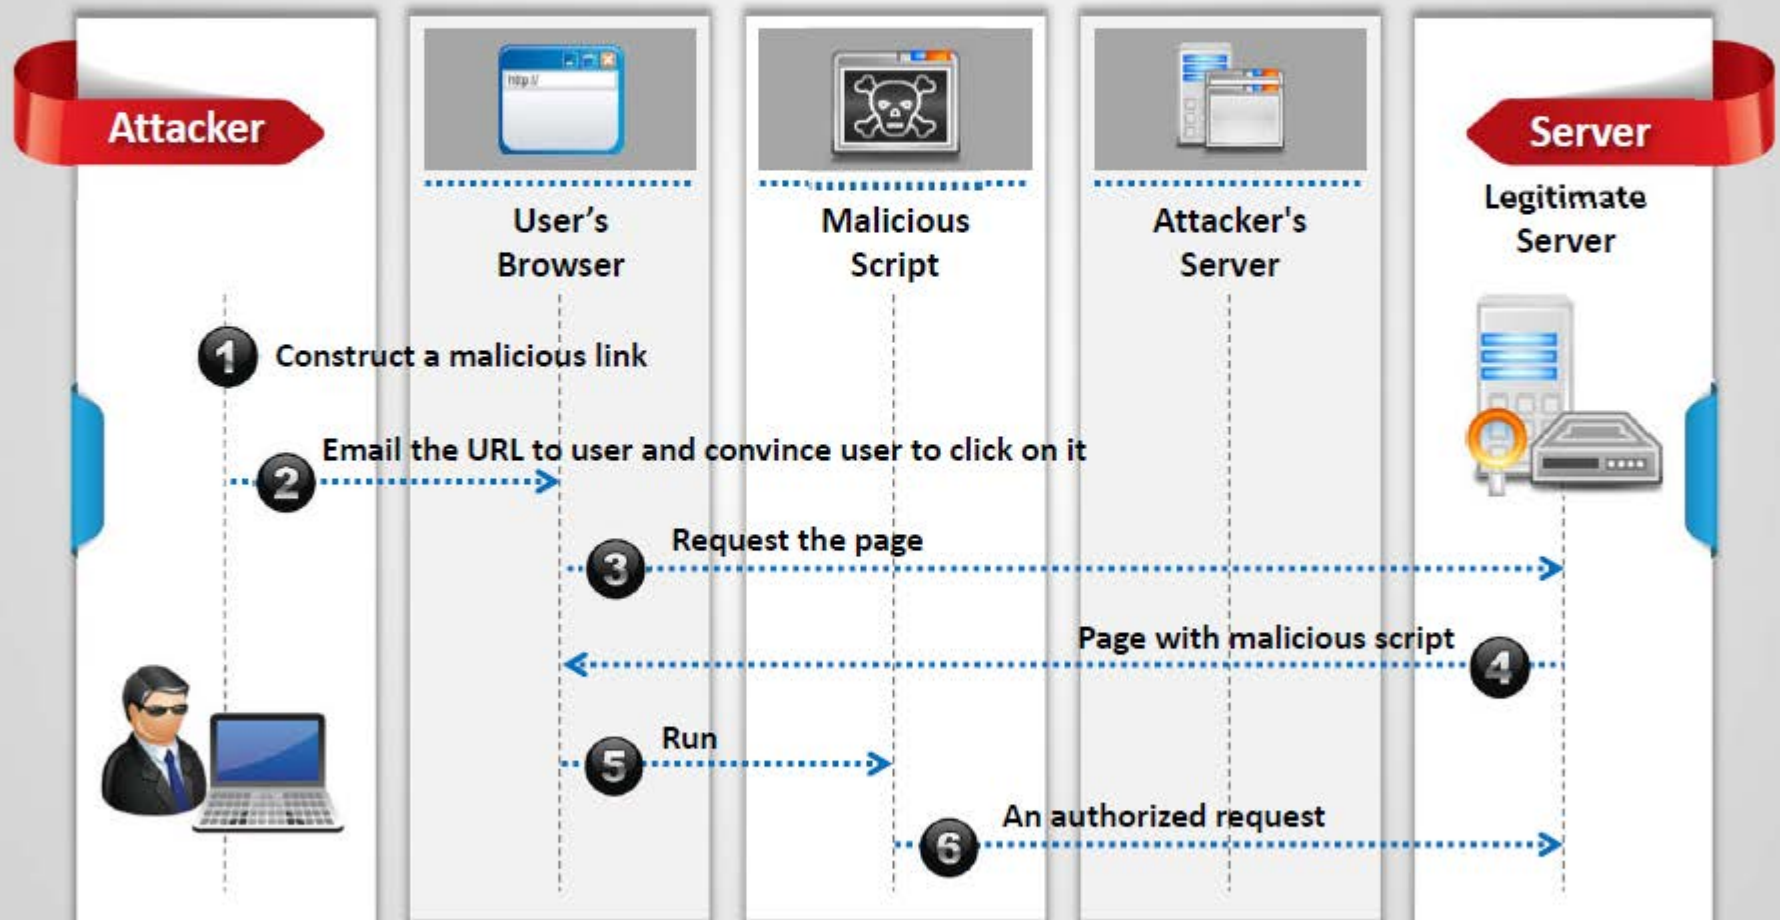 Attacker
http://
User's
Browser
Malicious
Script
Attacker's
Server
Server
Legitimate
Server
1 Construct a malicious link
2 Email the URL to user and convince user to click on it
3 Request the page
Page with malicious script 4
5 Run
6 An authorized request